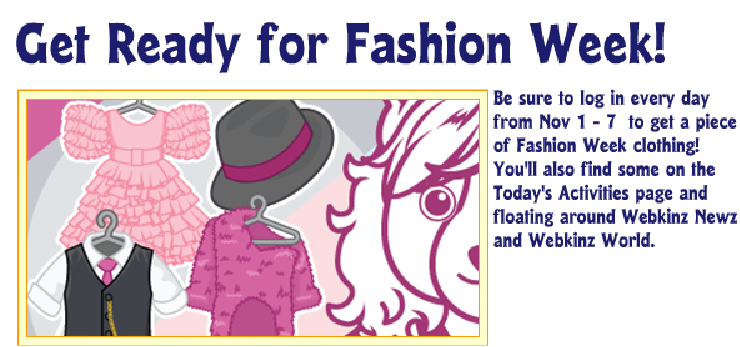 Get Ready for Fashion Week!
Be sure to log in every day
from Nov 1 - 7 to get a piece
of Fashion Week clothing!
You'll also find some on the
Today's Activities page and
floating around Webkinz Newz
and Webkinz World.